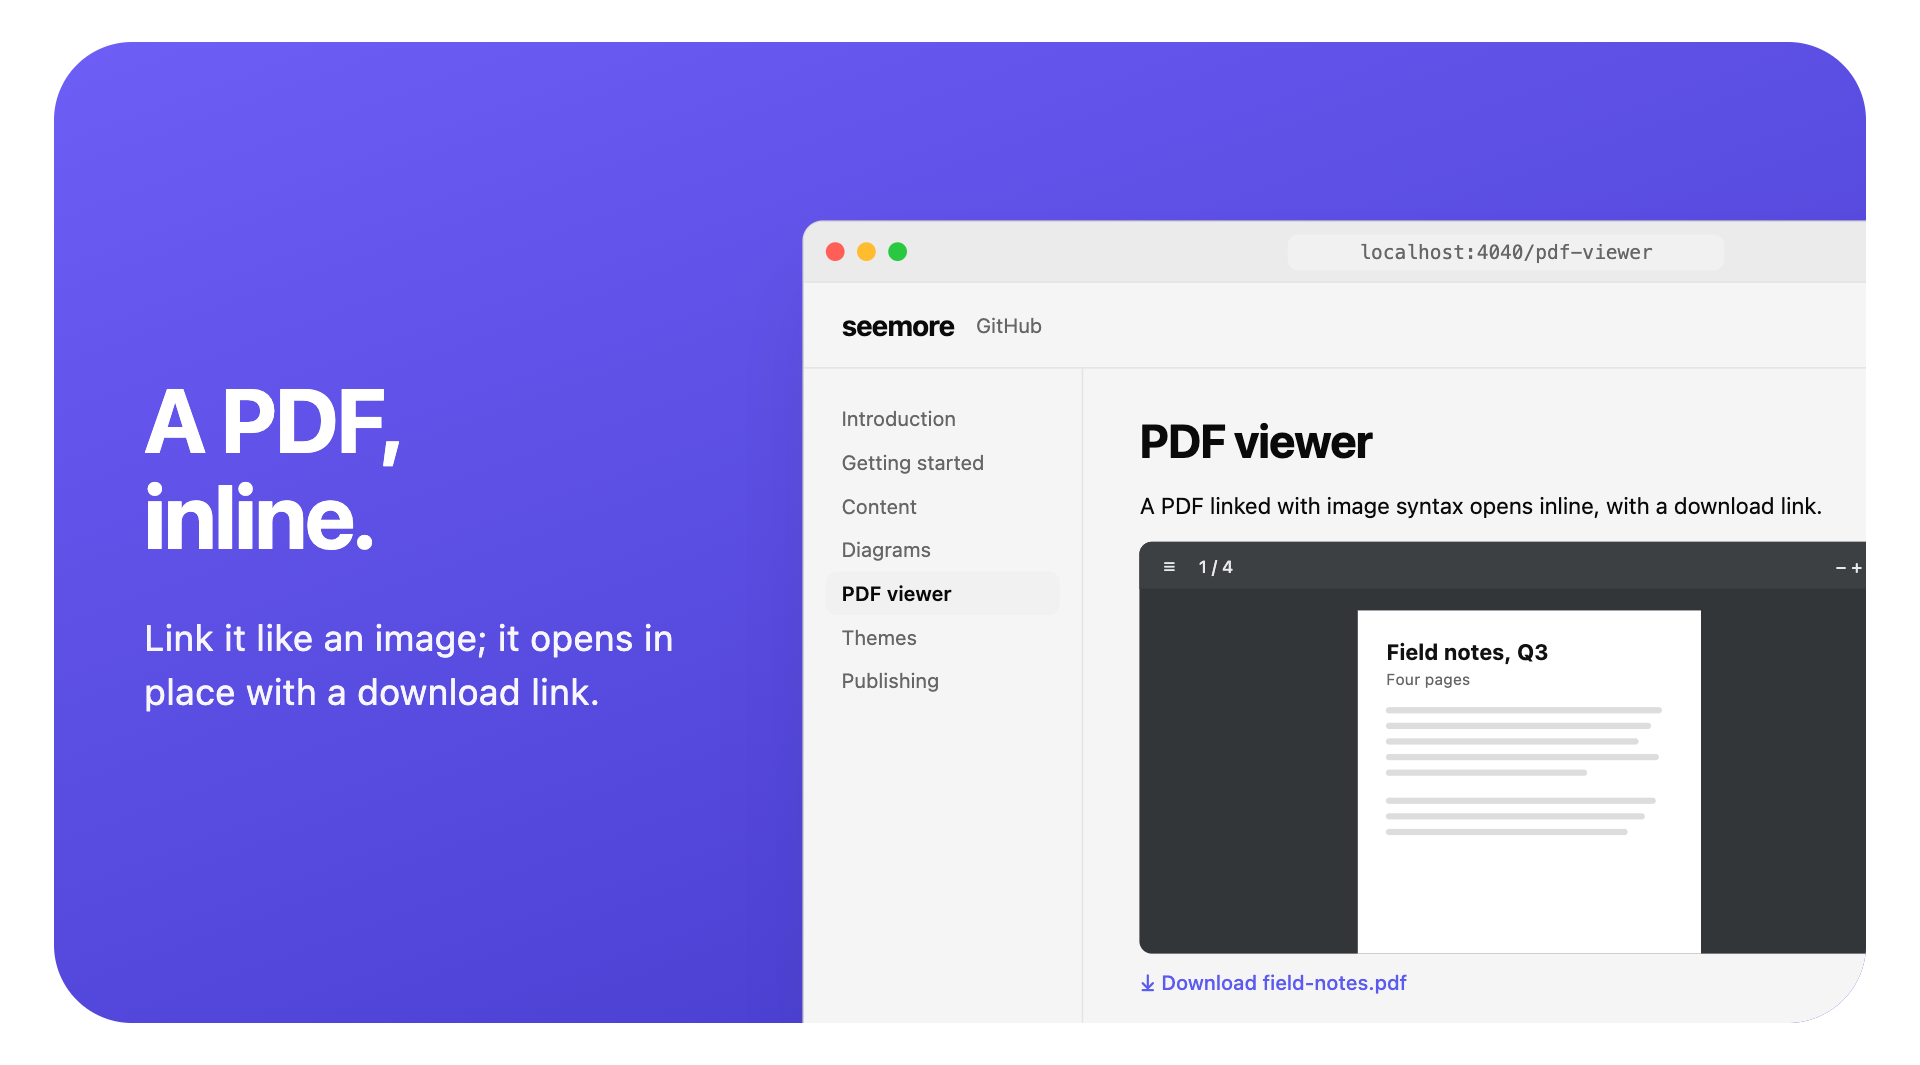 A PDF,
inline.
Link it like an image; it opens in
place with a download link.
localhost:4040/pdf-viewer
seemore GitHub
Introduction
Getting started
Content
Diagrams
PDF viewer
Themes
Publishing
PDF viewer
A PDF linked with image syntax opens inline, with a download link.
≡ 1 / 4 − +
Field notes, Q3
Four pages
↓ Download field-notes.pdf